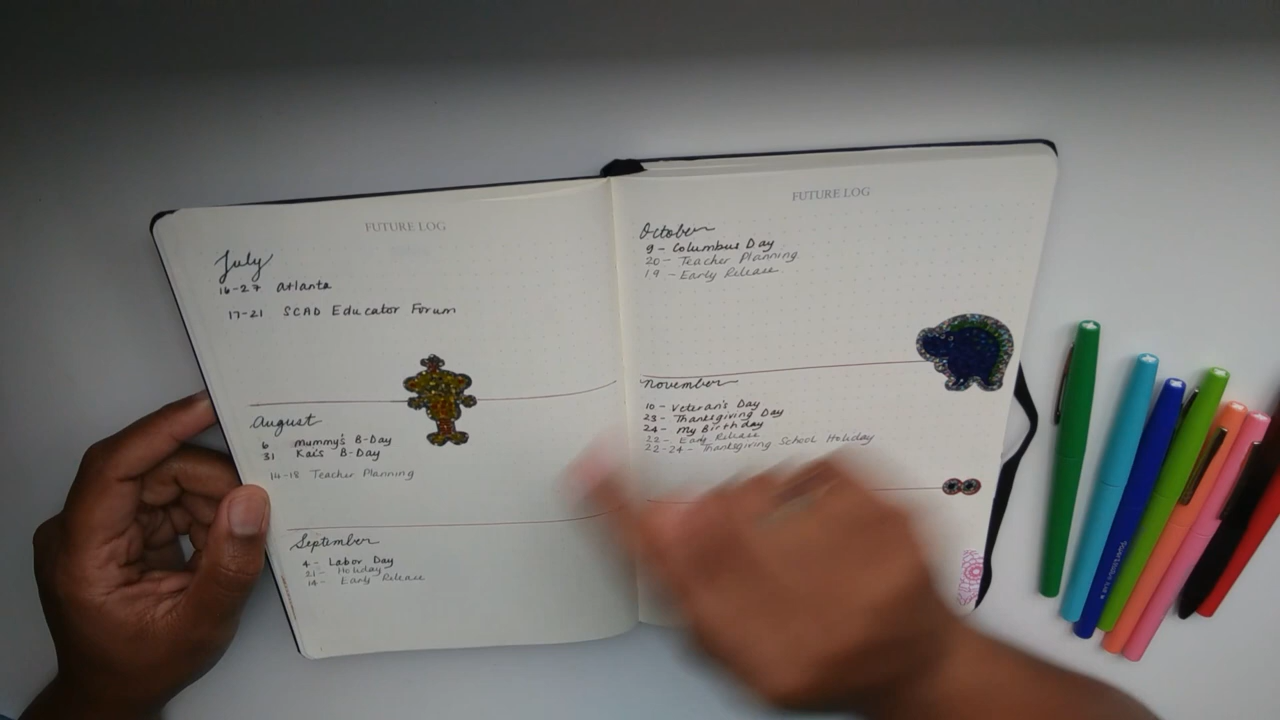 FUTURE LOG
July
16-27 Atlanta
17-21 SCAD Educator Forum
August
6 Mummy's B-Day
31 Kai's B-Day
14-18 Teacher Planning
September
4- Labor Day
21- Holiday
14- Early Release
FUTURE LOG
October
9- Columbus Day
20- Teacher Planning
19- Early Release
November
10- Veteran's Day
23- Thanksgiving Day
24- My Birthday
22- Early Release
22-24- Thanksgiving School Holiday